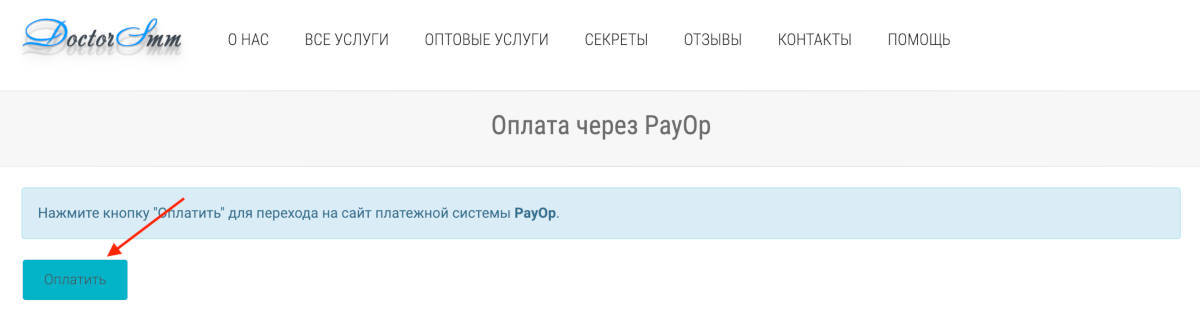 DoctorSmm
О НАС ВСЕ УСЛУГИ ОПТОВЫЕ УСЛУГИ СЕКРЕТЫ ОТЗЫВЫ КОНТАКТЫ ПОМОЩЬ
Оплата через PayOp
Нажмите кнопку "Оплатить" для перехода на сайт платежной системы PayOp.
Оплатить